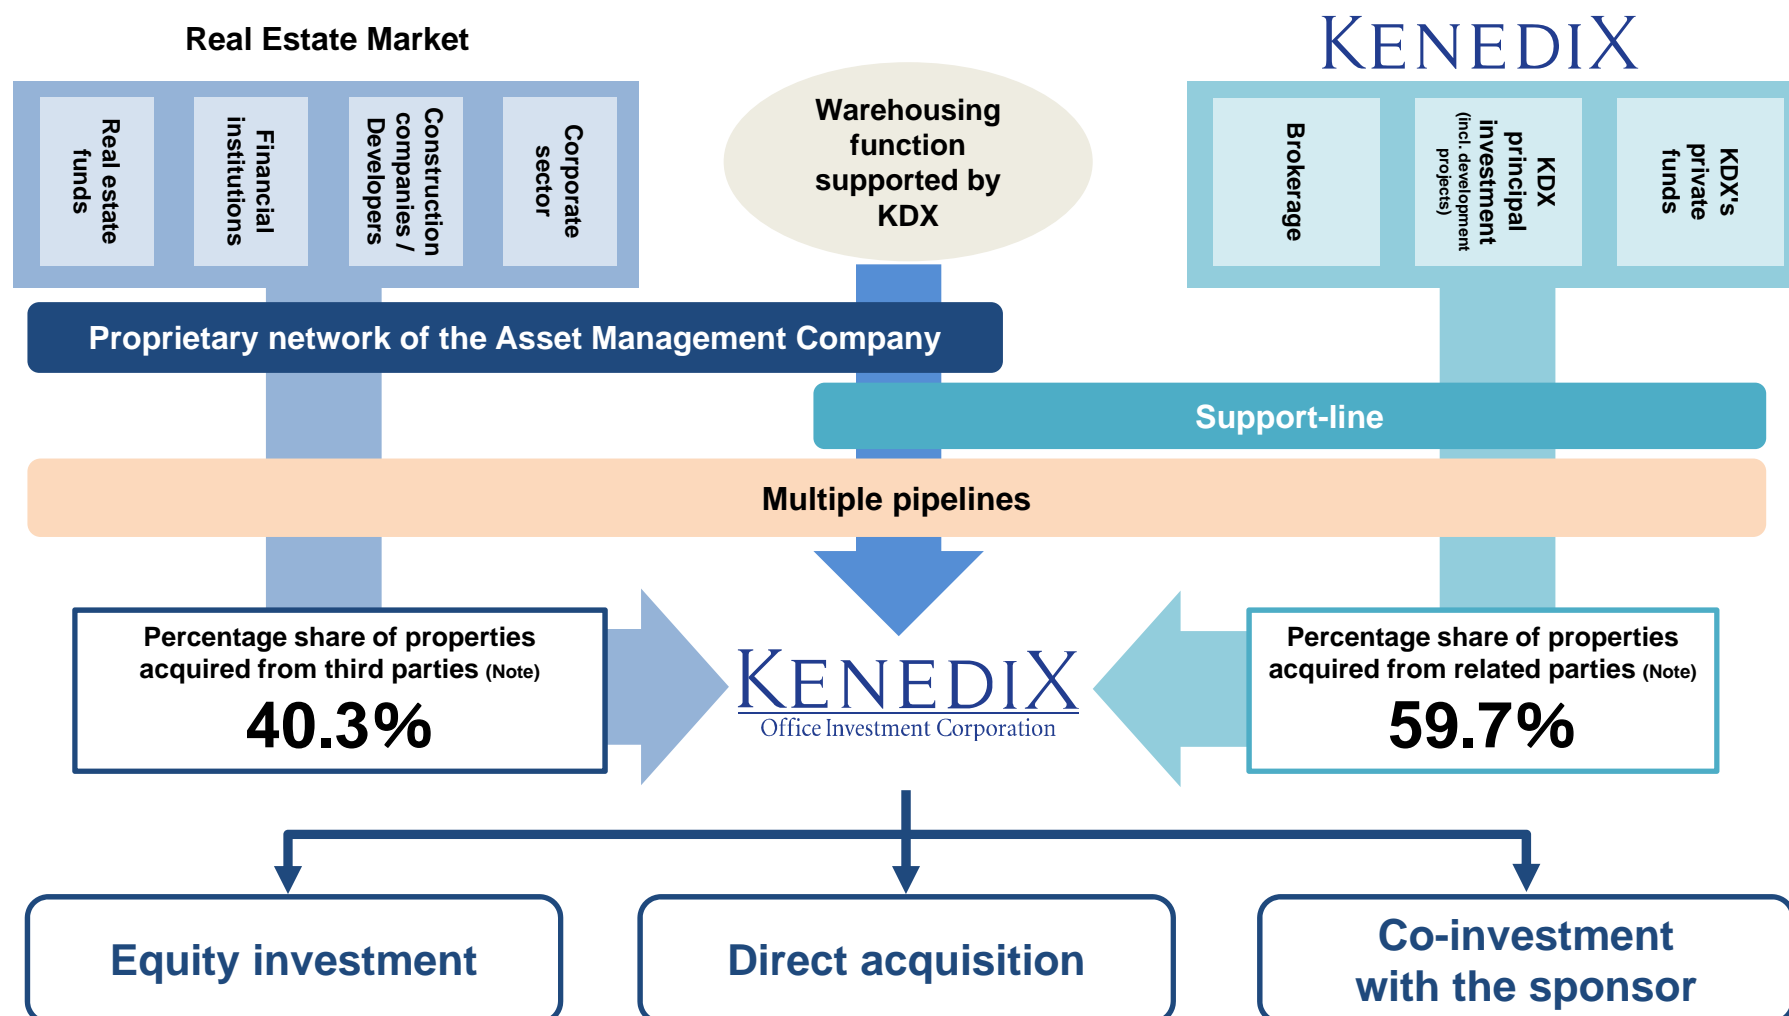 Real Estate Market
KENEDIX
Real estate
funds
Financial
institutions
Construction
companies /
Developers
Corporate
sector
Warehousing
function
supported by
KDX
Brokerage
KDX
principal
investment
(incl. development
projects)
KDX's
private
funds
Proprietary network of the Asset Management Company
Support-line
Multiple pipelines
Percentage share of properties
acquired from third parties (Note)
40.3%
KENEDIX
Office Investment Corporation
Percentage share of properties
acquired from related parties (Note)
59.7%
Equity investment
Direct acquisition
Co-investment
with the sponsor